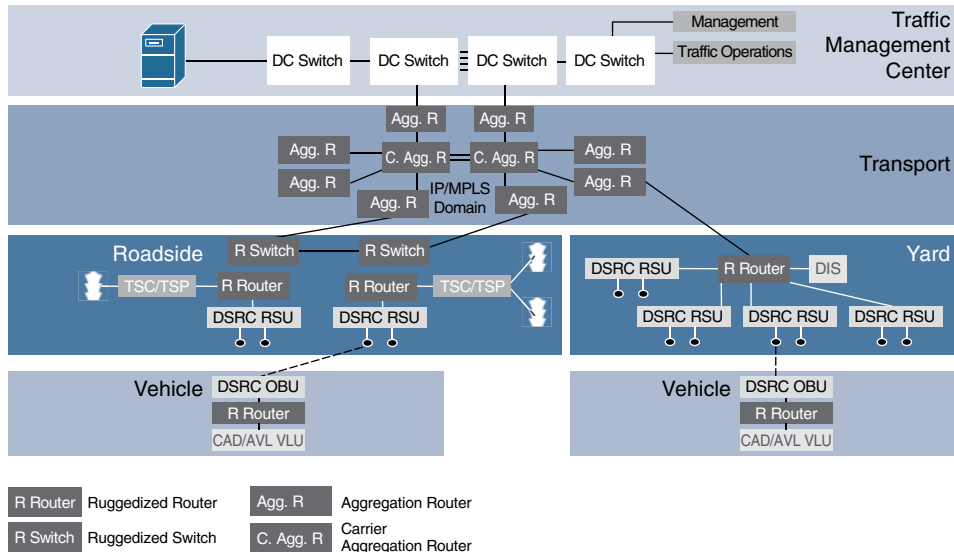 Management
Traffic Operations
Traffic
Management
Center
DC Switch
DC Switch
DC Switch
DC Switch
Agg. R
Agg. R
Agg. R
C. Agg. R
C. Agg. R
Agg. R
Transport
Agg. R
Agg. R
IP/MPLS
Domain
Agg. R
Agg. R
Roadside
R Switch
R Switch
Yard
DSRC RSU
R Router
DIS
TSC/TSP
R Router
R Router
TSC/TSP
DSRC RSU
DSRC RSU
DSRC RSU
DSRC RSU
DSRC RSU
Vehicle
DSRC OBU
R Router
CAD/AVL VLU
Vehicle
DSRC OBU
R Router
CAD/AVL VLU
R Router Ruggedized Router
Agg. R Aggregation Router
R Switch Ruggedized Switch
C. Agg. R Carrier
Aggregation Router